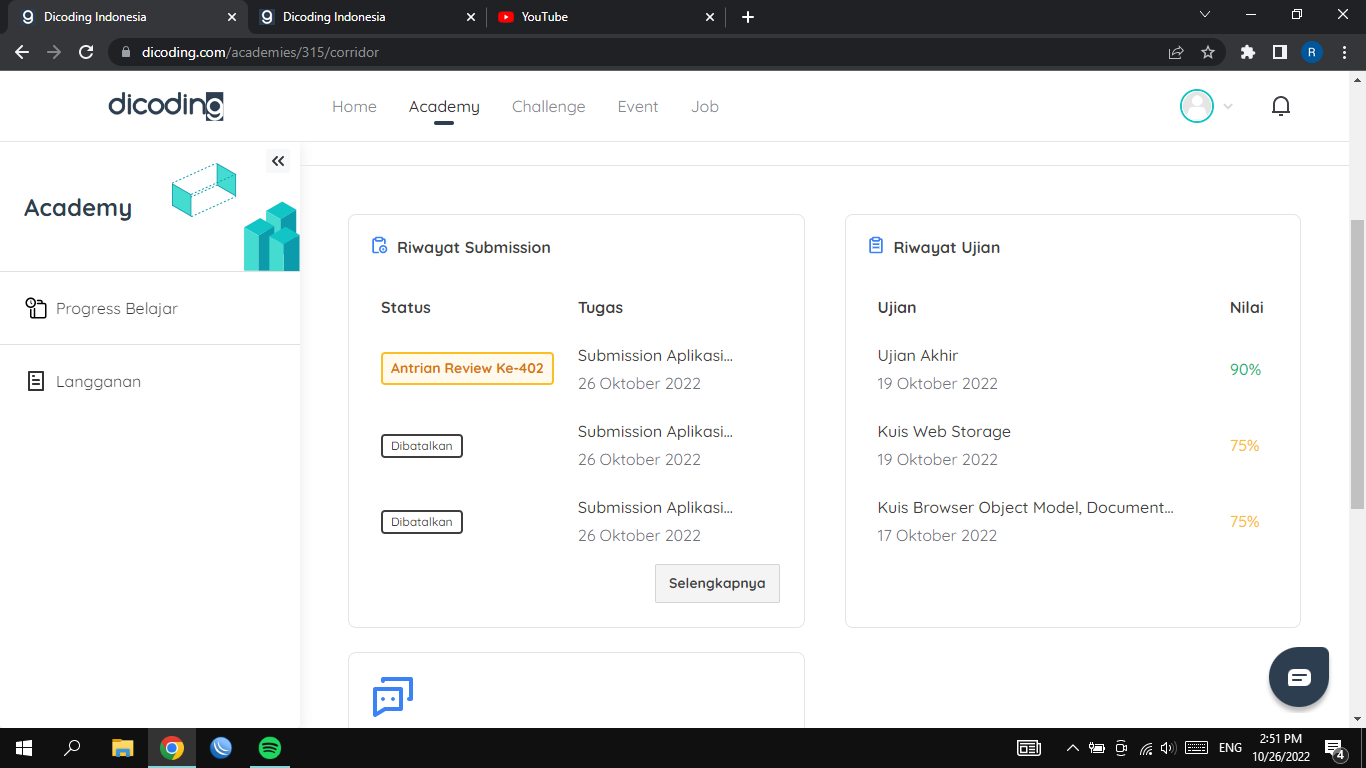 Dicoding Indonesia
Dicoding Indonesia
YouTube
dicoding.com/academies/315/corridor
R
dicoding
Home
Academy
Challenge
Event
Job
Academy
Progress Belajar
Langganan
Riwayat Submission
Status
Tugas
Antrian Review Ke-402
Submission Aplikasi...
26 Oktober 2022
Dibatalkan
Submission Aplikasi...
26 Oktober 2022
Dibatalkan
Submission Aplikasi...
26 Oktober 2022
Selengkapnya
Riwayat Ujian
Ujian
Nilai
Ujian Akhir
19 Oktober 2022
90%
Kuis Web Storage
19 Oktober 2022
75%
Kuis Browser Object Model, Document...
17 Oktober 2022
75%
ENG
2:51 PM
10/26/2022
4